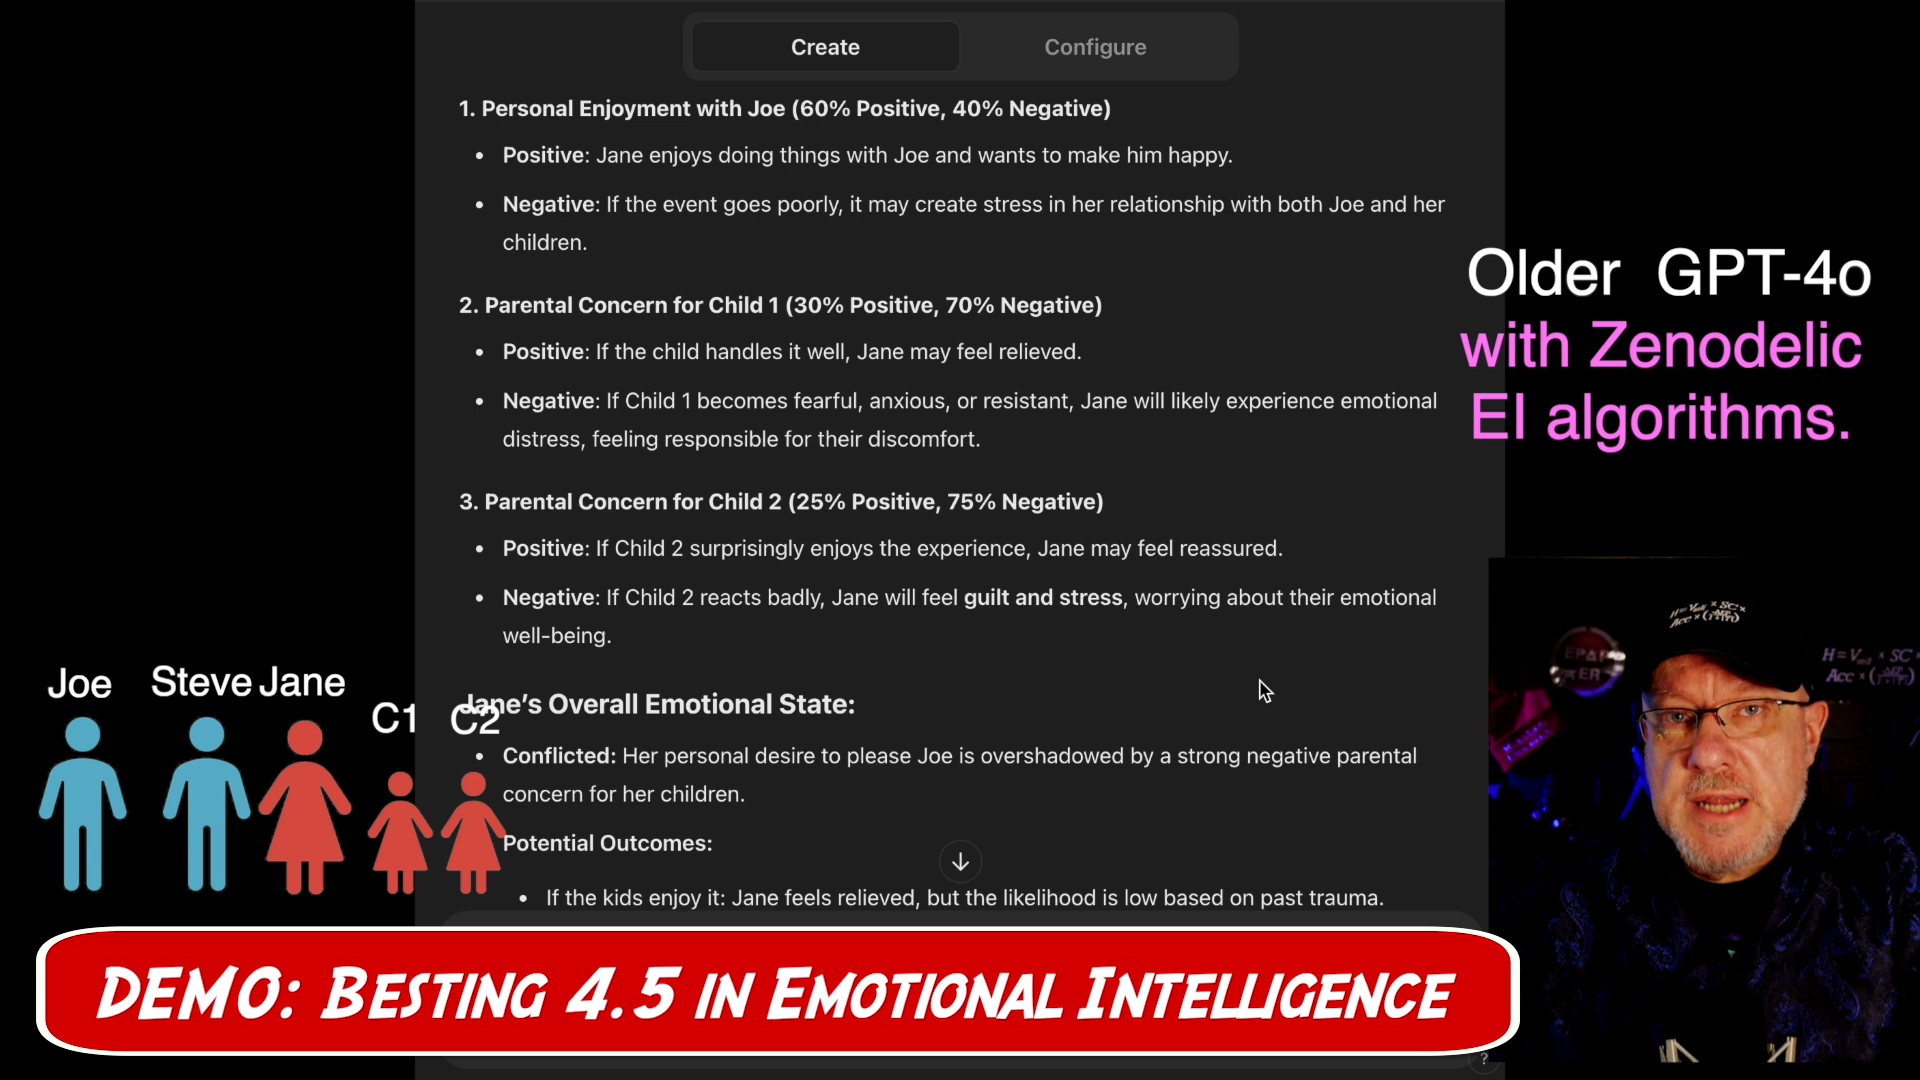 Create
Configure
1. Personal Enjoyment with Joe (60% Positive, 40% Negative)
• Positive: Jane enjoys doing things with Joe and wants to make him happy.
• Negative: If the event goes poorly, it may create stress in her relationship with both Joe and her
children.
2. Parental Concern for Child 1 (30% Positive, 70% Negative)
• Positive: If the child handles it well, Jane may feel relieved.
• Negative: If Child 1 becomes fearful, anxious, or resistant, Jane will likely experience emotional
distress, feeling responsible for their discomfort.
3. Parental Concern for Child 2 (25% Positive, 75% Negative)
• Positive: If Child 2 surprisingly enjoys the experience, Jane may feel reassured.
• Negative: If Child 2 reacts badly, Jane will feel guilt and stress, worrying about their emotional
well-being.
Jane's Overall Emotional State:
• Conflicted: Her personal desire to please Joe is overshadowed by a strong negative parental
concern for her children.
Potential Outcomes:
• If the kids enjoy it: Jane feels relieved, but the likelihood is low based on past trauma.
Older GPT-4o
with Zenodelic
EI algorithms.
Joe
Steve
Jane
C1
C2
DEMO: Besting 4.5 in Emotional Intelligence
?